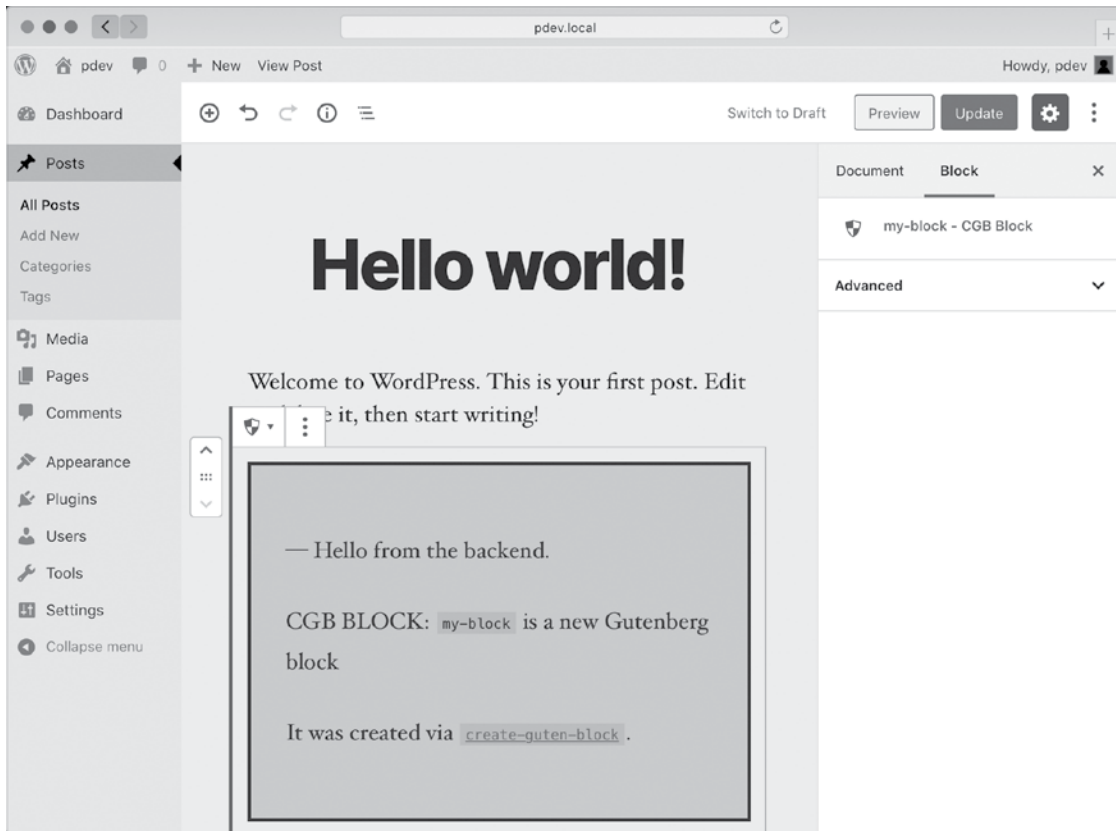 pdev.local
pdev 0 New View Post Howdy, pdev
Dashboard
Posts
All Posts
Add New
Categories
Tags
Media
Pages
Comments
Appearance
Plugins
Users
Tools
Settings
Collapse menu
Switch to Draft Preview Update
Hello world!
Welcome to WordPress. This is your first post. Edit
it, then start writing!
— Hello from the backend.
CGB BLOCK: my-block is a new Gutenberg
block
It was created via create-guten-block.
Document Block
my-block - CGB Block
Advanced